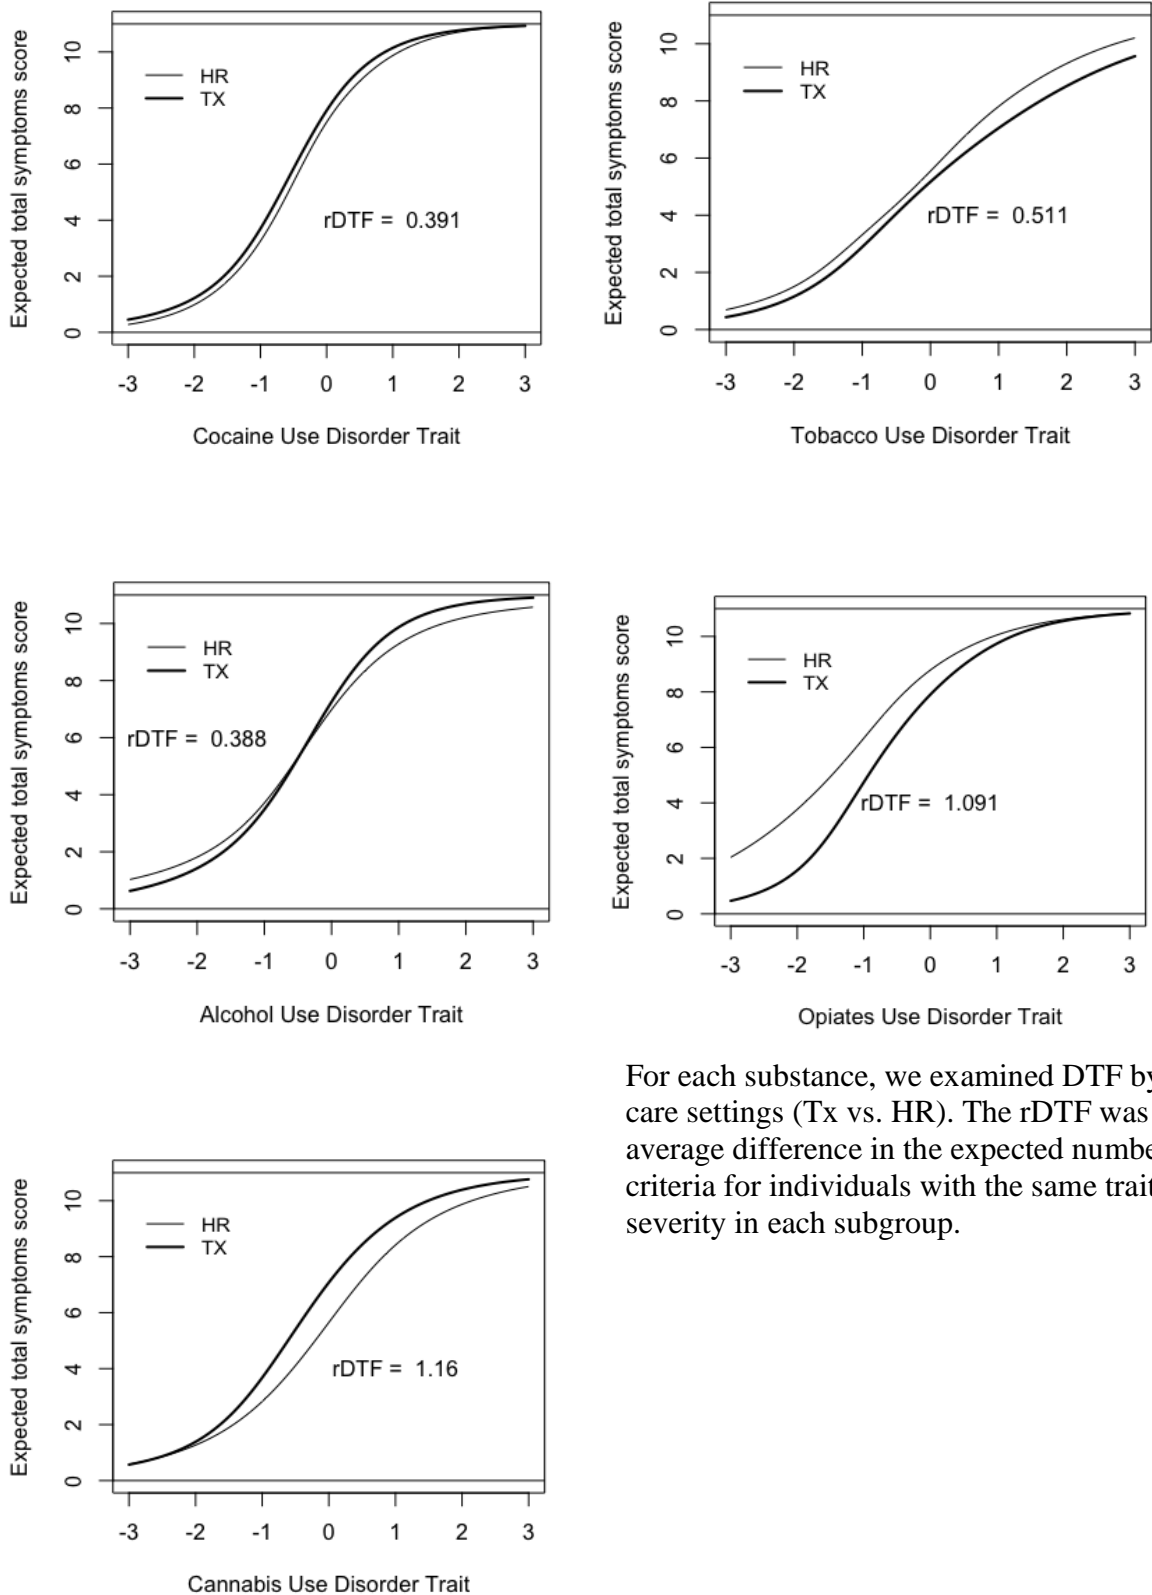 Expected total symptoms score
10
8
6
4
2
0
HR
TX
rDTF = 0.391
-3 -2 -1 0 1 2 3
Cocaine Use Disorder Trait
Expected total symptoms score
10
8
6
4
2
0
HR
TX
rDTF = 0.511
-3 -2 -1 0 1 2 3
Tobacco Use Disorder Trait
Expected total symptoms score
10
8
6
4
2
0
HR
TX
rDTF = 0.388
-3 -2 -1 0 1 2 3
Alcohol Use Disorder Trait
Expected total symptoms score
10
8
6
4
2
0
HR
TX
rDTF = 1.091
-3 -2 -1 0 1 2 3
Opiates Use Disorder Trait
For each substance, we examined DTF by
care settings (Tx vs. HR). The rDTF was
average difference in the expected numbe
criteria for individuals with the same trait
severity in each subgroup.
Expected total symptoms score
10
8
6
4
2
0
HR
TX
rDTF = 1.16
-3 -2 -1 0 1 2 3
Cannabis Use Disorder Trait